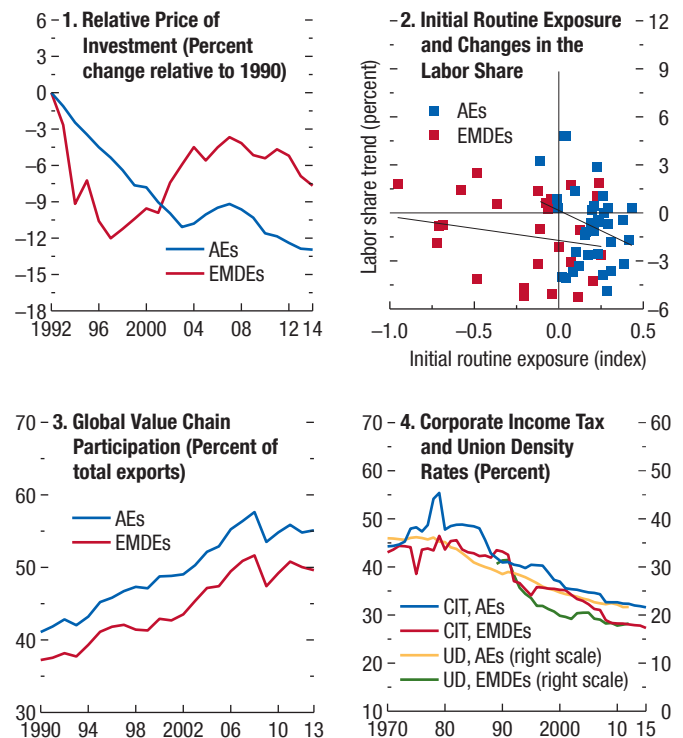 1. Relative Price of
Investment (Percent
change relative to 1990)
6
3
0
−3
−6
−9
−12
−15
−18
AEs
EMDEs
1992 96 2000 04 08 12 14
2. Initial Routine Exposure
and Changes in the
Labor Share
AEs
EMDEs
Labor share trend (percent)
12
9
6
3
0
−3
−6
−1.0 −0.5 0.0 0.5
Initial routine exposure (index)
3. Global Value Chain
Participation (Percent of
total exports)
70
60
50
40
30
AEs
EMDEs
1990 94 98 2002 06 10 13
4. Corporate Income Tax
and Union Density
Rates (Percent)
70
60
50
40
30
20
10
60
50
40
30
20
10
0
CIT, AEs
CIT, EMDEs
UD, AEs (right scale)
UD, EMDEs (right scale)
1970 80 90 2000 10 15